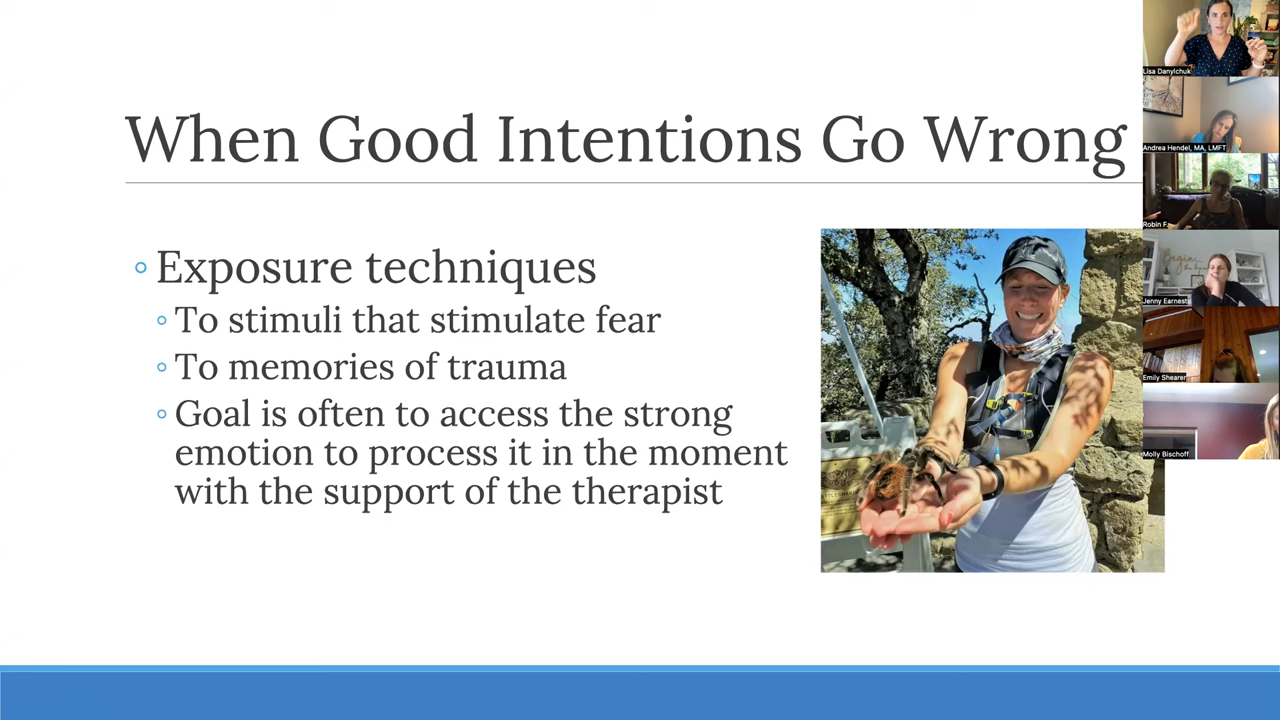 When Good Intentions Go Wrong
Exposure techniques
To stimuli that stimulate fear
To memories of trauma
Goal is often to access the strong
emotion to process it in the moment
with the support of the therapist
Lisa Danylchuk
Andrea Hendel, MA, LMFT
Robin F.
Jenny Earnest
Emily Shearer
Molly Bischoff